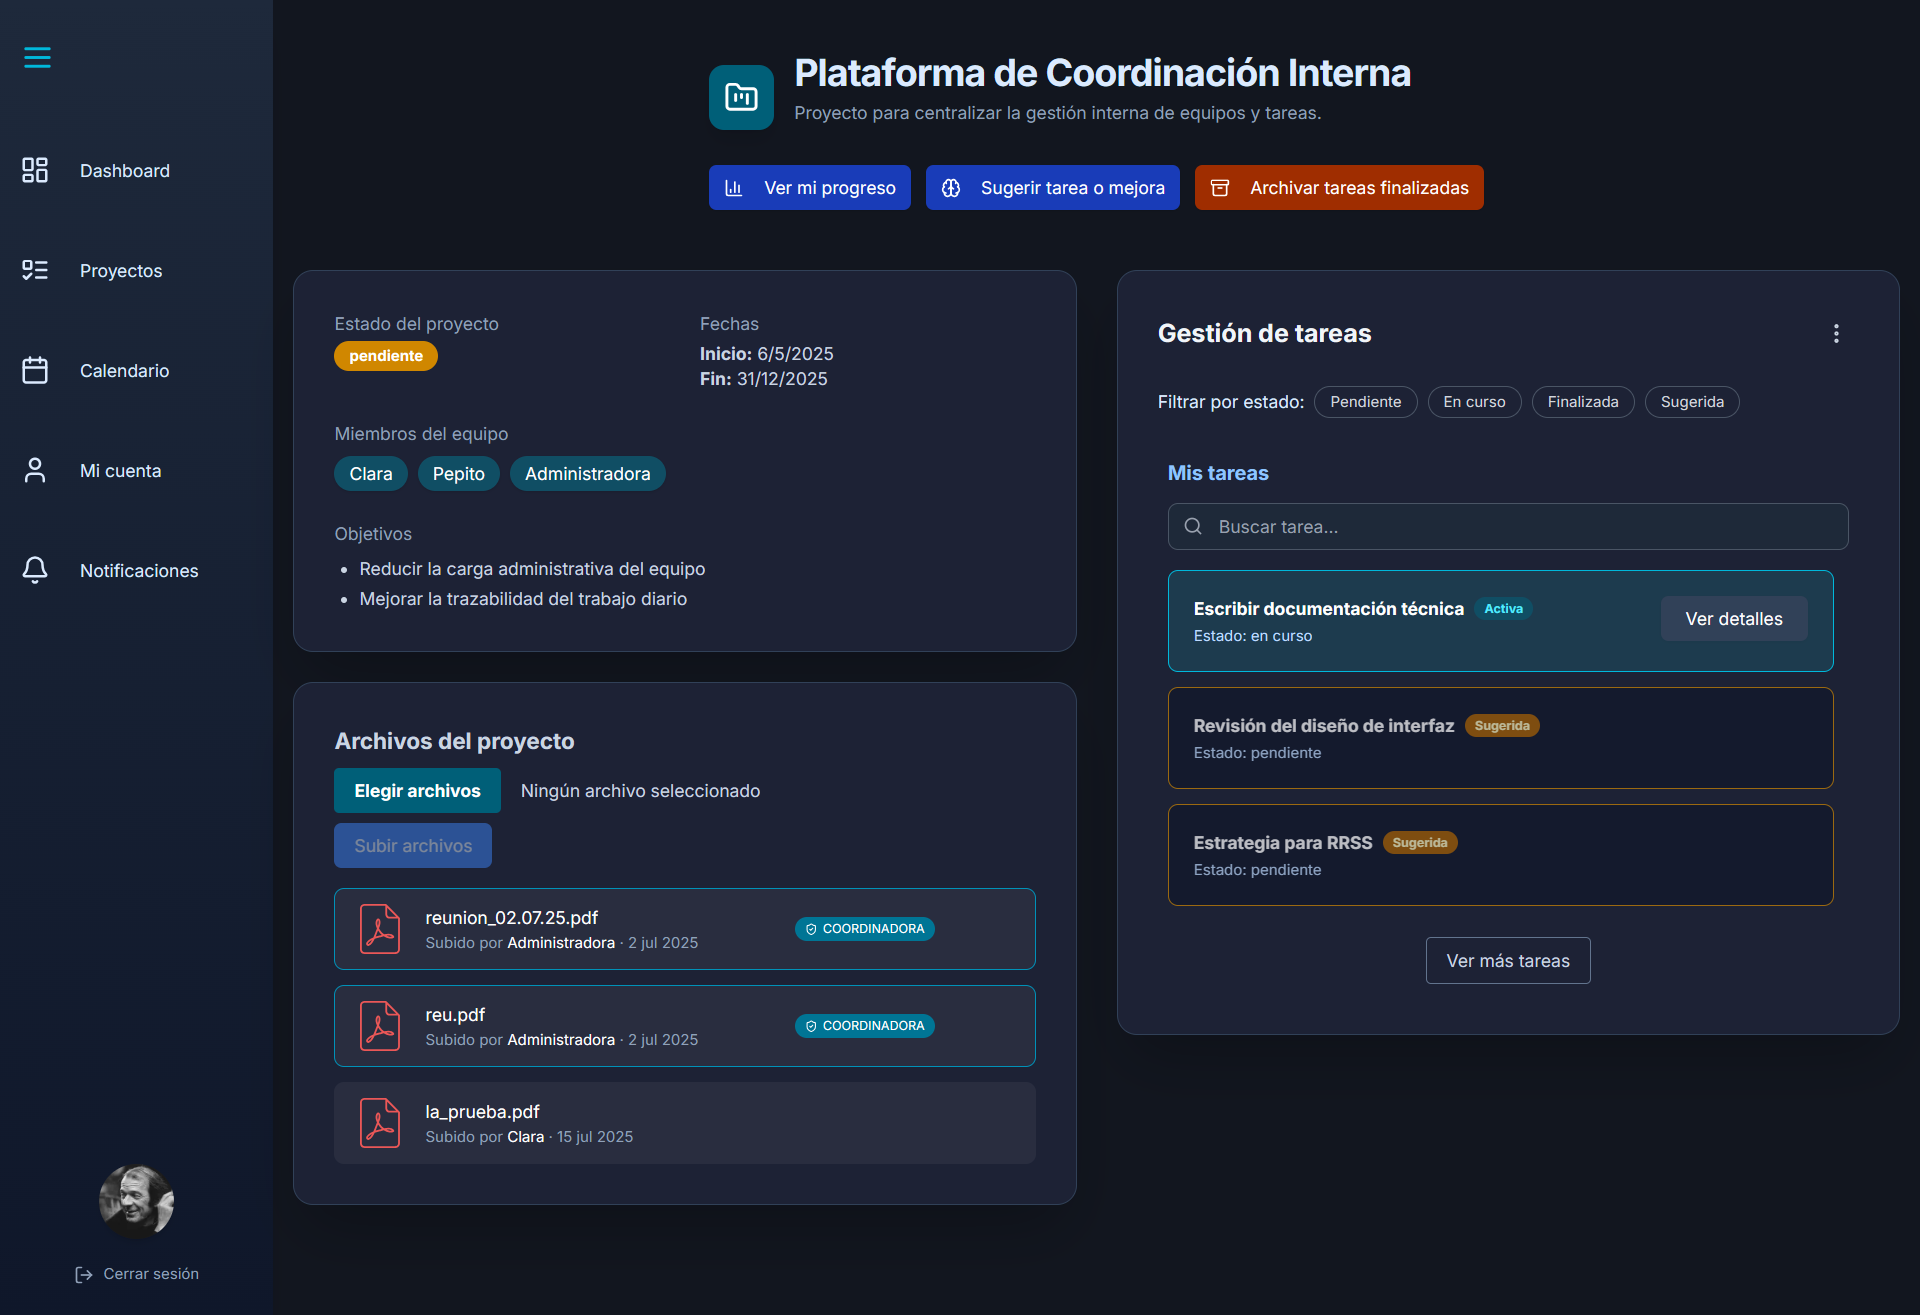 Dashboard
Proyectos
Calendario
Mi cuenta
Notificaciones
Cerrar sesión
Plataforma de Coordinación Interna
Proyecto para centralizar la gestión interna de equipos y tareas.
Ver mi progreso
Sugerir tarea o mejora
Archivar tareas finalizadas
Estado del proyecto
pendiente
Fechas
Inicio: 6/5/2025
Fin: 31/12/2025
Miembros del equipo
Clara Pepito Administradora
Objetivos
• Reducir la carga administrativa del equipo
• Mejorar la trazabilidad del trabajo diario
Archivos del proyecto
Elegir archivos Ningún archivo seleccionado
Subir archivos
reunion_02.07.25.pdf
Subido por Administradora · 2 jul 2025
COORDINADORA
reu.pdf
Subido por Administradora · 2 jul 2025
COORDINADORA
la_prueba.pdf
Subido por Clara · 15 jul 2025
Gestión de tareas
Filtrar por estado: Pendiente En curso Finalizada Sugerida
Mis tareas
Buscar tarea...
Escribir documentación técnica Activa
Estado: en curso
Ver detalles
Revisión del diseño de interfaz Sugerida
Estado: pendiente
Estrategia para RRSS Sugerida
Estado: pendiente
Ver más tareas